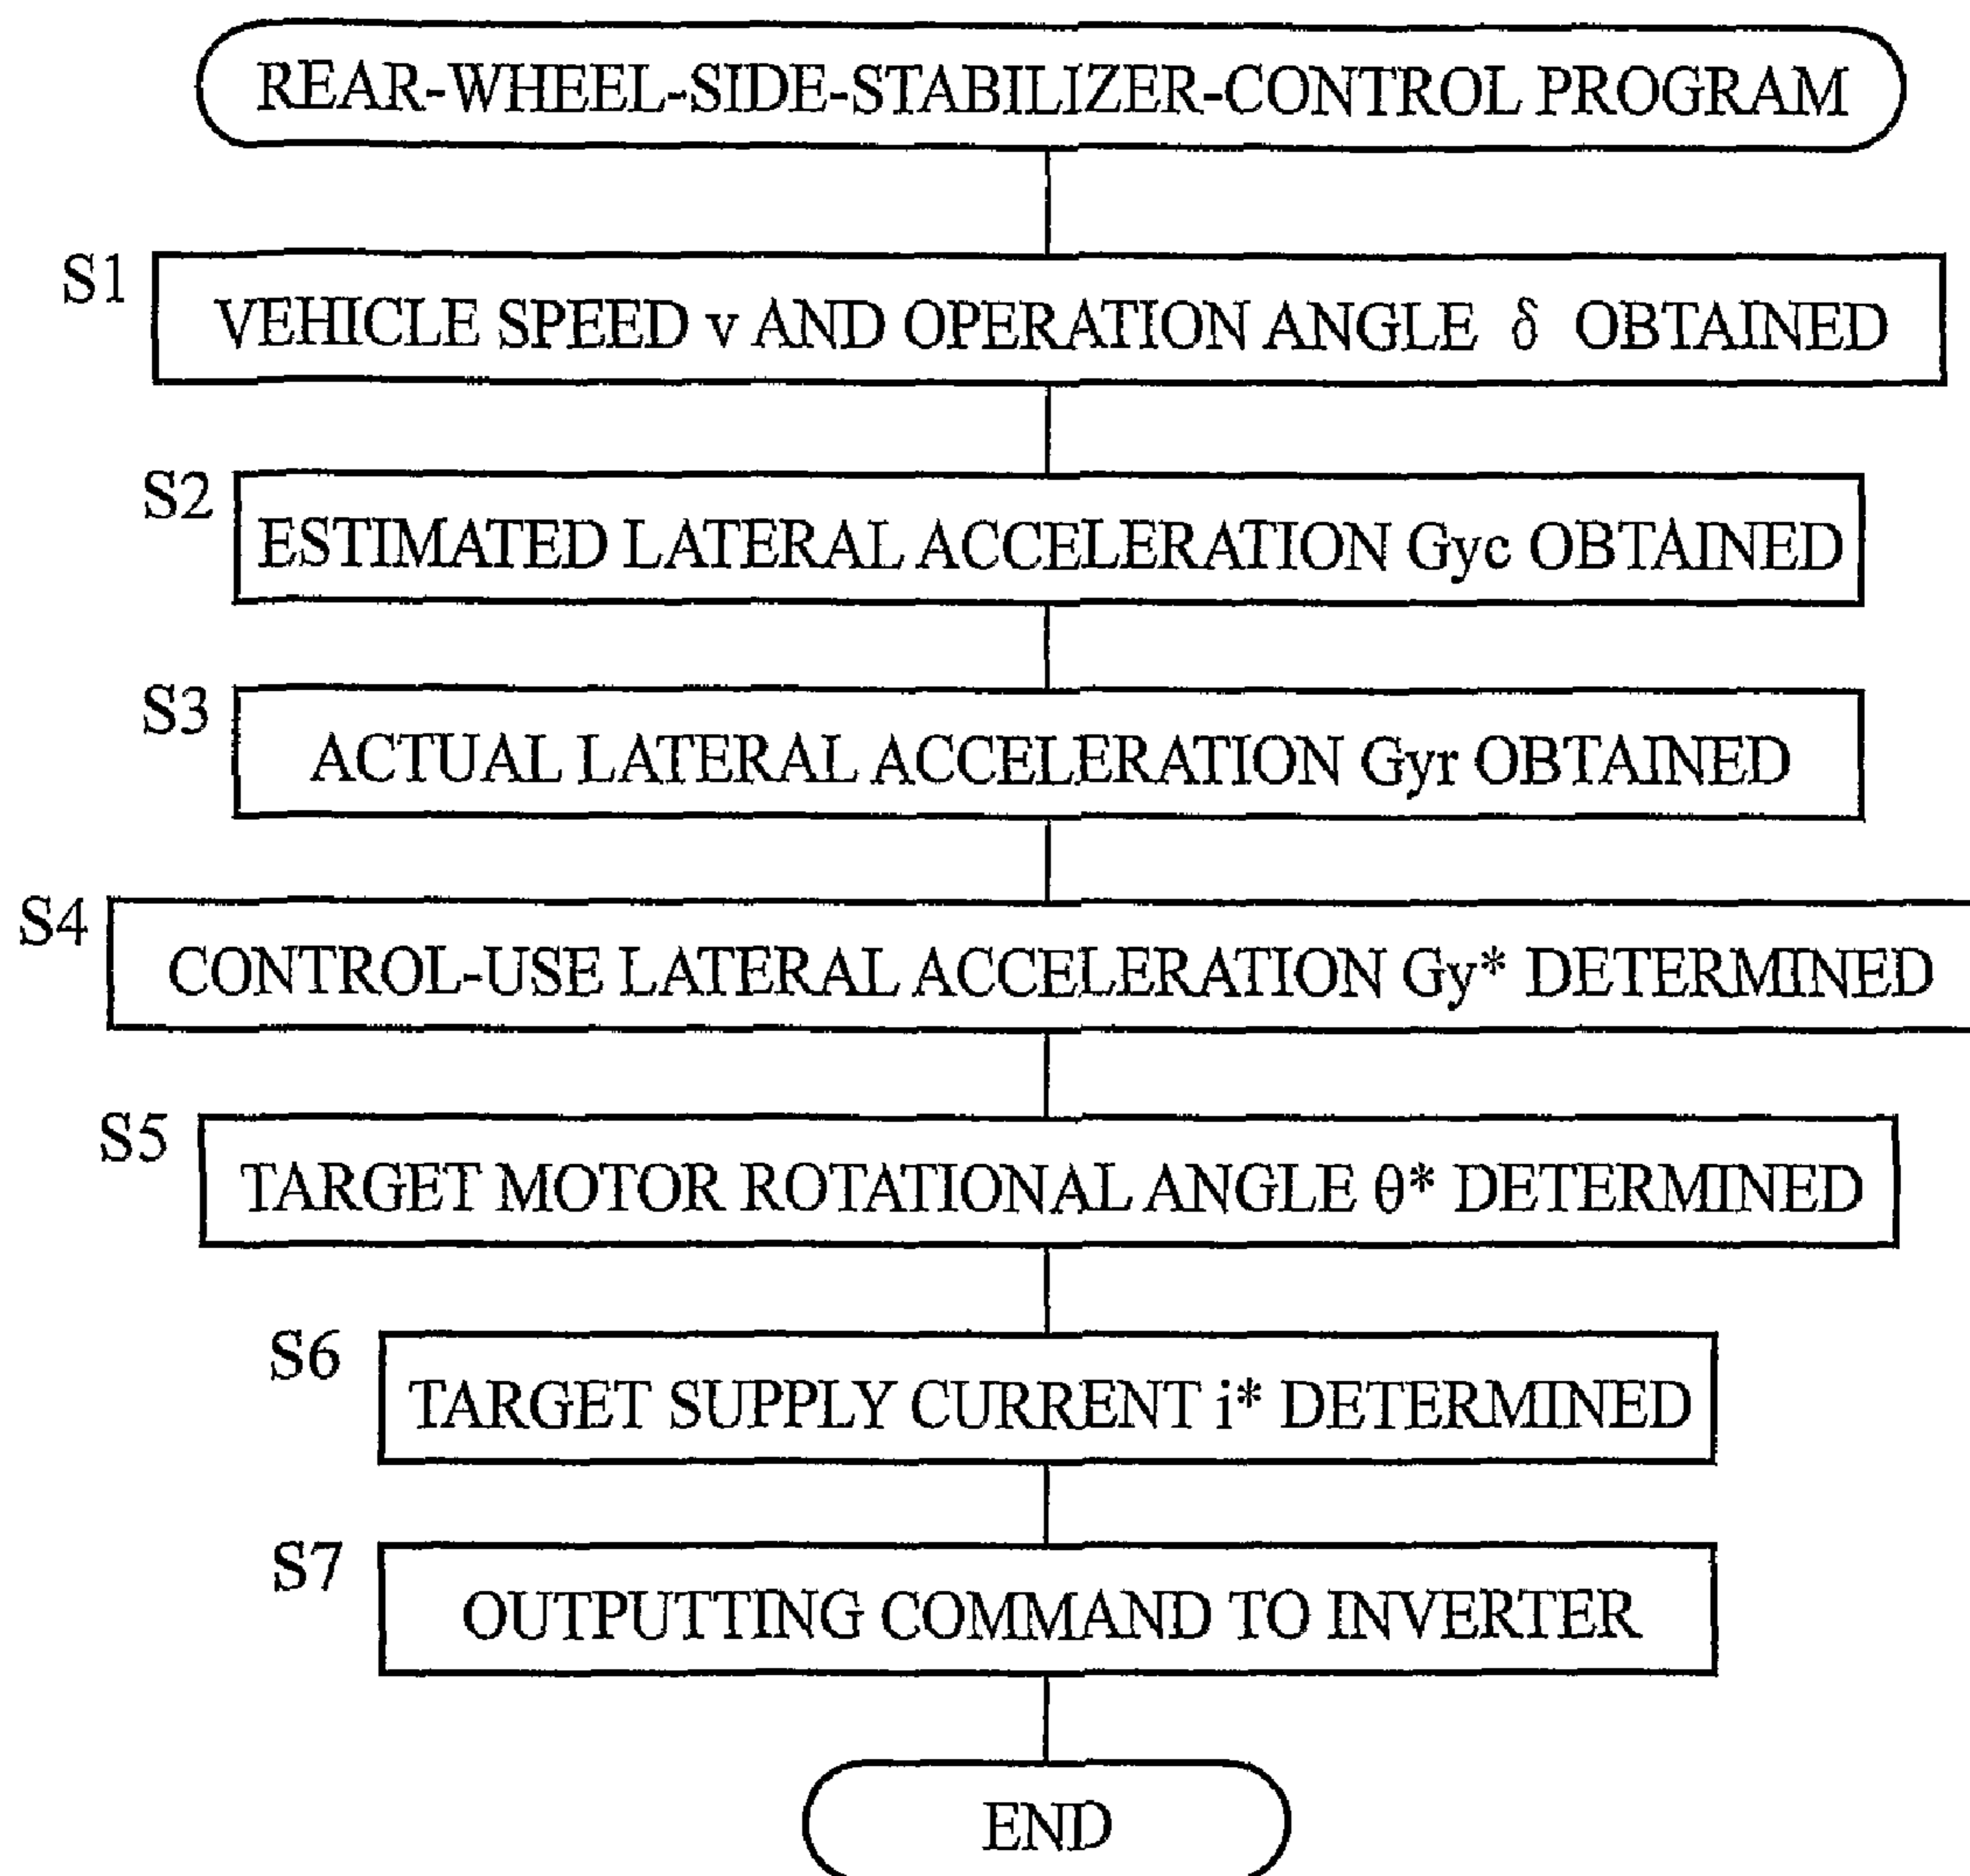 REAR-WHEEL-SIDE-STABILIZER-CONTROL PROGRAM
S1
VEHICLE SPEED v AND OPERATION ANGLE δ OBTAINED
S2
ESTIMATED LATERAL ACCELERATION Gyc OBTAINED
S3
ACTUAL LATERAL ACCELERATION Gyr OBTAINED
S4
CONTROL-USE LATERAL ACCELERATION Gy* DETERMINED
S5
TARGET MOTOR ROTATIONAL ANGLE θ* DETERMINED
S6
TARGET SUPPLY CURRENT i* DETERMINED
S7
OUTPUTTING COMMAND TO INVERTER
END